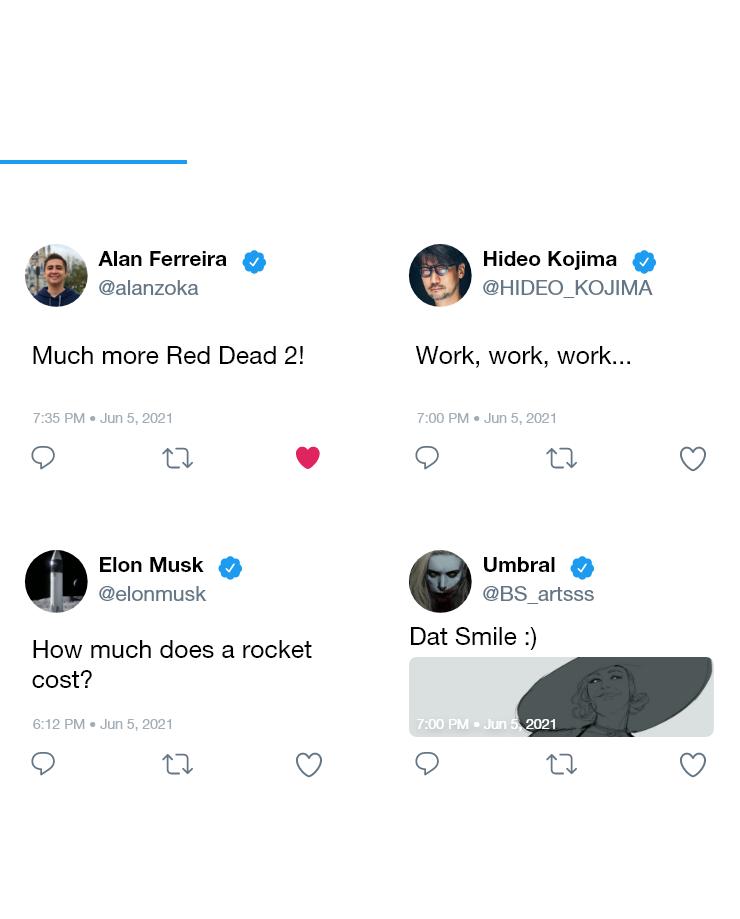 Alan Ferreira
@alanzoka
Much more Red Dead 2!
7:35 PM • Jun 5, 2021
Hideo Kojima
@HIDEO_KOJIMA
Work, work, work...
7:00 PM • Jun 5, 2021
Elon Musk
@elonmusk
How much does a rocket
cost?
6:12 PM • Jun 5, 2021
Umbral
@BS_artsss
Dat Smile :)
7:00 PM • Jun 5, 2021